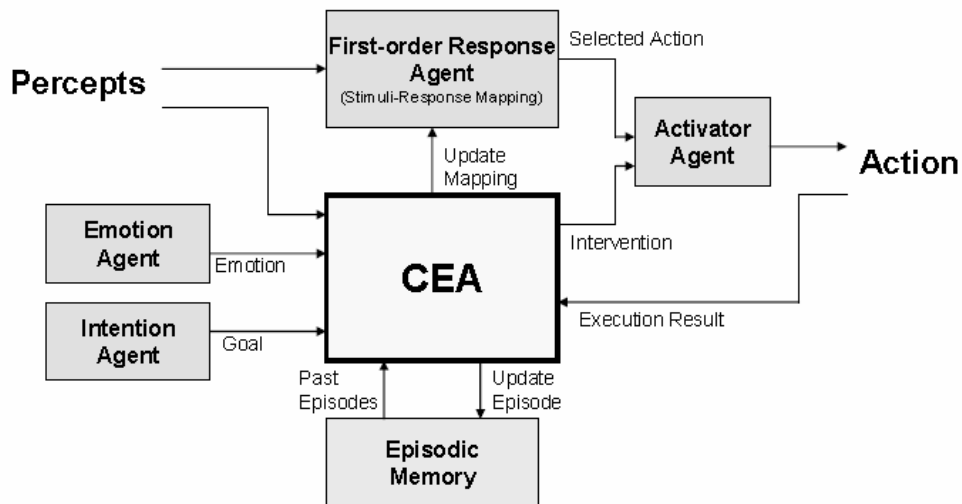 First-order Response
Agent
(Stimuli-Response Mapping)
Selected Action
Percepts
Activator
Agent
Action
Update
Mapping
Emotion
Agent
Emotion
CEA
Intervention
Intention
Agent
Goal
Execution Result
Past
Episodes
Update
Episode
Episodic
Memory